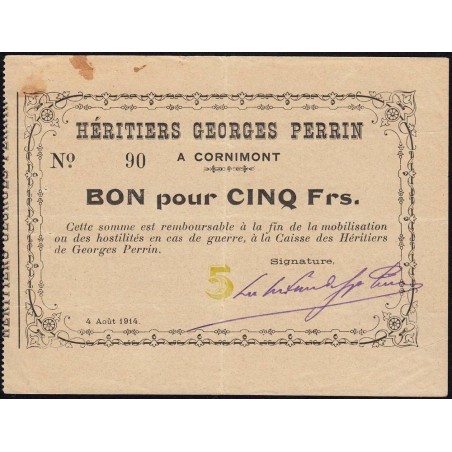 HÉRITIERS GEORGES PERRIN
No. 90 A CORNIMONT
BON pour CINQ Frs.
Cette somme est remboursable à la fin de la mobilisation
ou des hostilités en cas de guerre, à la Caisse des Héritiers
de Georges Perrin.
Signature.
5
4 Août 1914.